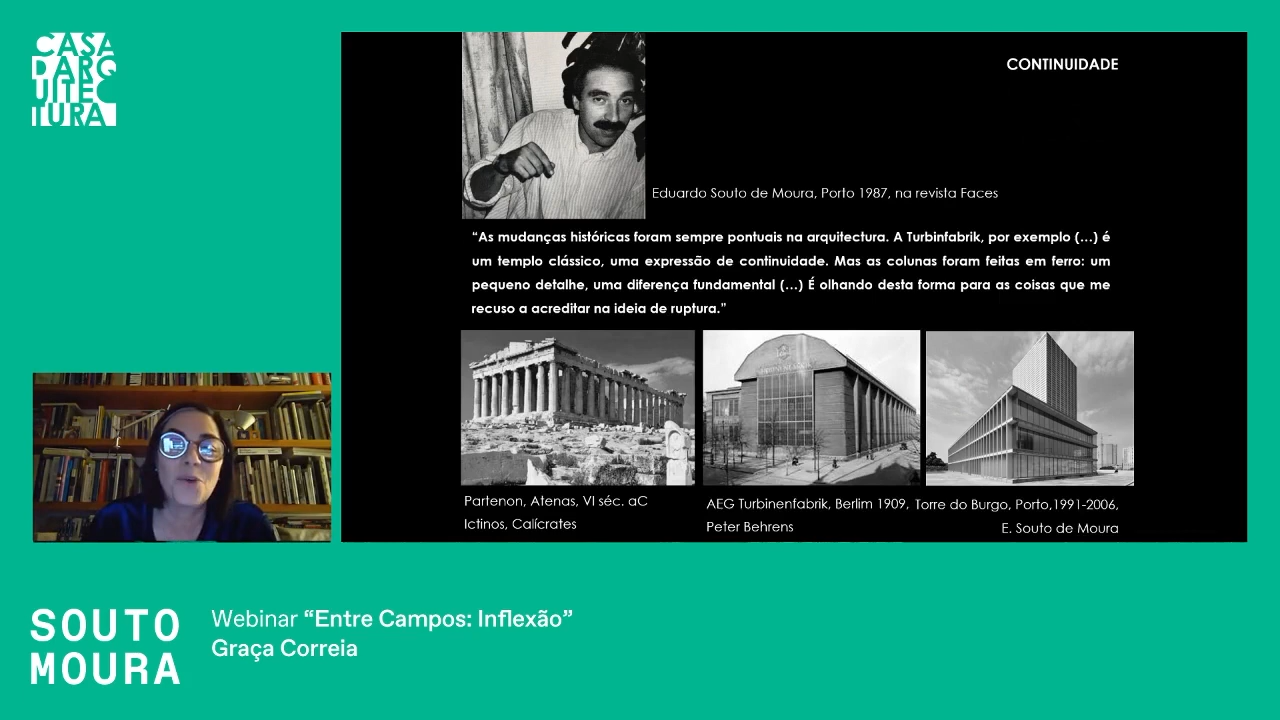 CASA
DARQ
UITEC
TURA
CONTINUIDADE
Eduardo Souto de Moura, Porto 1987, na revista Faces
“As mudanças históricas foram sempre pontuais na arquitectura. A Turbinfabrik, por exemplo (...) é
um templo clássico, uma expressão de continuidade. Mas as colunas foram feitas em ferro: um
pequeno detalhe, uma diferença fundamental (...) É olhando desta forma para as coisas que me
recuso a acreditar na ideia de ruptura.”
Partenon, Atenas, VI séc. aC
Ictinos, Calícrates
AEG Turbinenfabrik, Berlim 1909,
Peter Behrens
Torre do Burgo, Porto,1991-2006,
E. Souto de Moura
SOUTO
MOURA
Webinar “Entre Campos: Inflexão”
Graça Correia